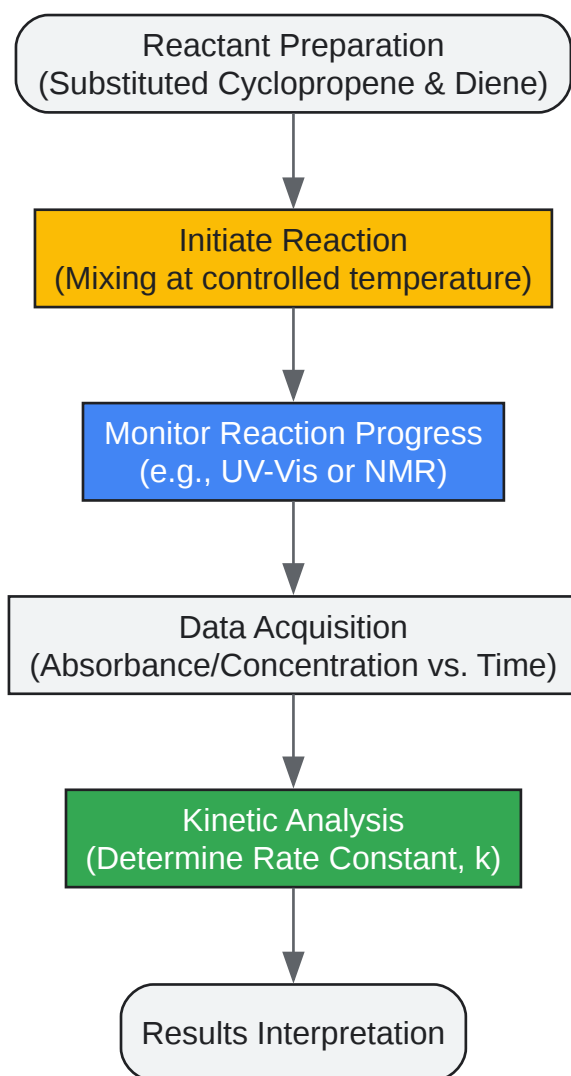 Reactant Preparation
(Substituted Cyclopropene & Diene)
Initiate Reaction
(Mixing at controlled temperature)
Monitor Reaction Progress
(e.g., UV-Vis or NMR)
Data Acquisition
(Absorbance/Concentration vs. Time)
Kinetic Analysis
(Determine Rate Constant, k)
Results Interpretation